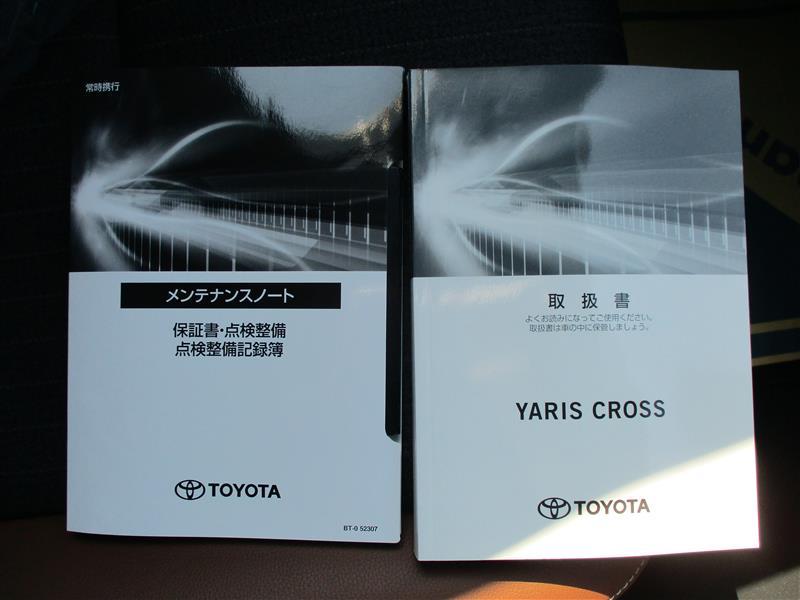 常時携行
メンテナンスノート
保証書・点検整備
点検整備記録簿
TOYOTA
BT-0 52307
取扱書
よくお読みになってご使用ください。
取扱書は車の中に保管しましょう。
YARIS CROSS
TOYOTA